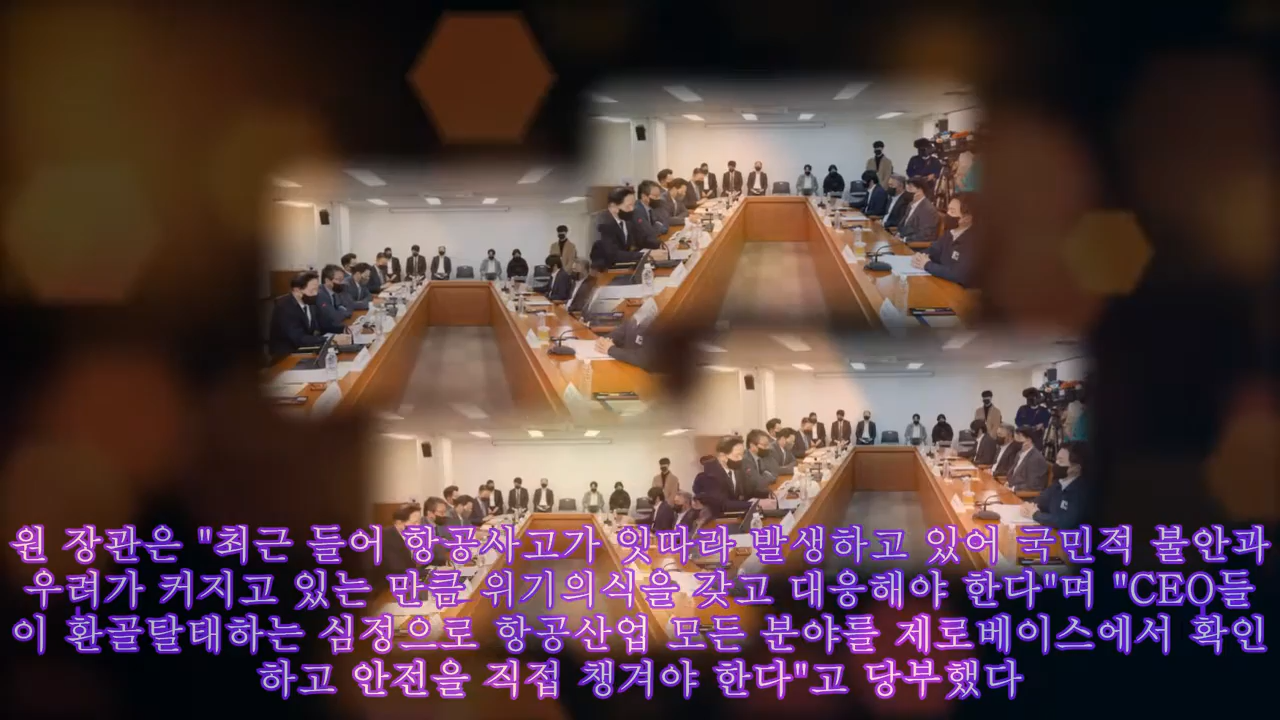 원 장관은 "최근 들어 항공사고가 잇따라 발생하고 있어 국민적 불안과
우려가 커지고 있는 만큼 위기의식을 갖고 대응해야 한다"며 "CEO들
이 환골탈태하는 심정으로 항공산업 모든 분야를 제로베이스에서 확인
하고 안전을 직접 챙겨야 한다"고 당부했다